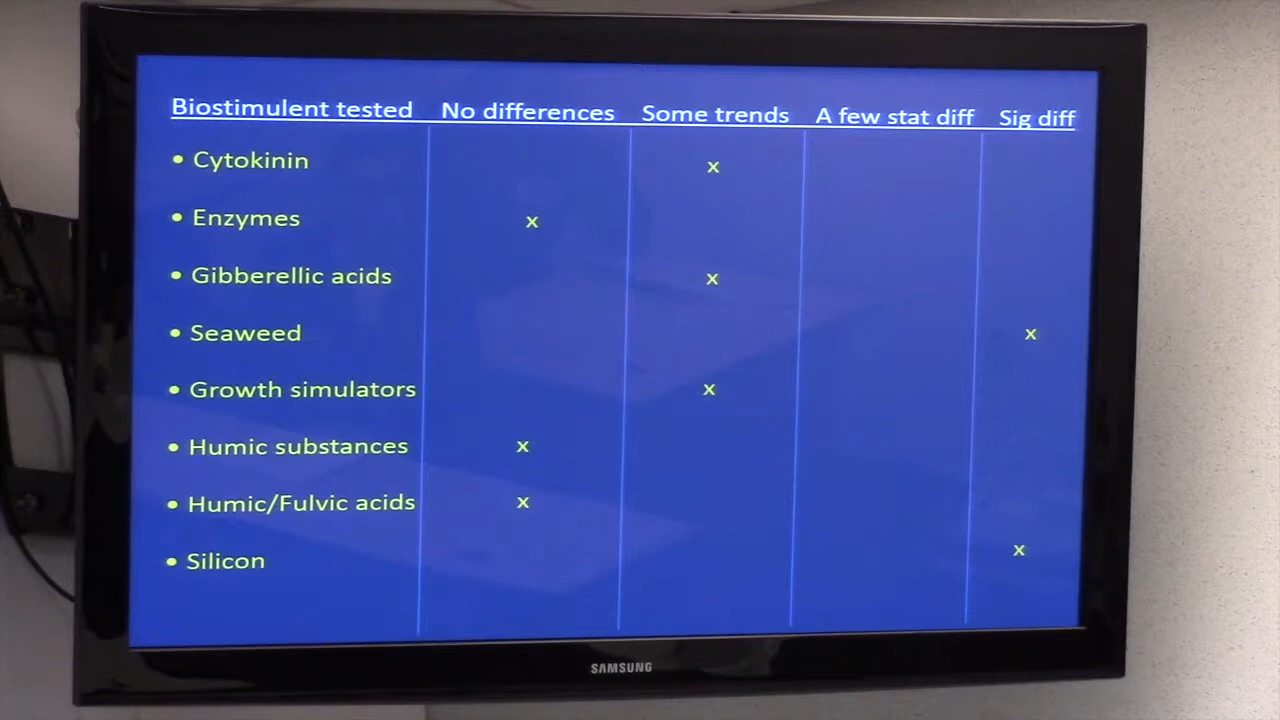 Biostimulent tested No differences Some trends A few stat diff Sig diff
• Cytokinin x
• Enzymes x
• Gibberellic acids x
• Seaweed x
• Growth simulators x
• Humic substances x
• Humic/Fulvic acids x
• Silicon x
SAMSUNG